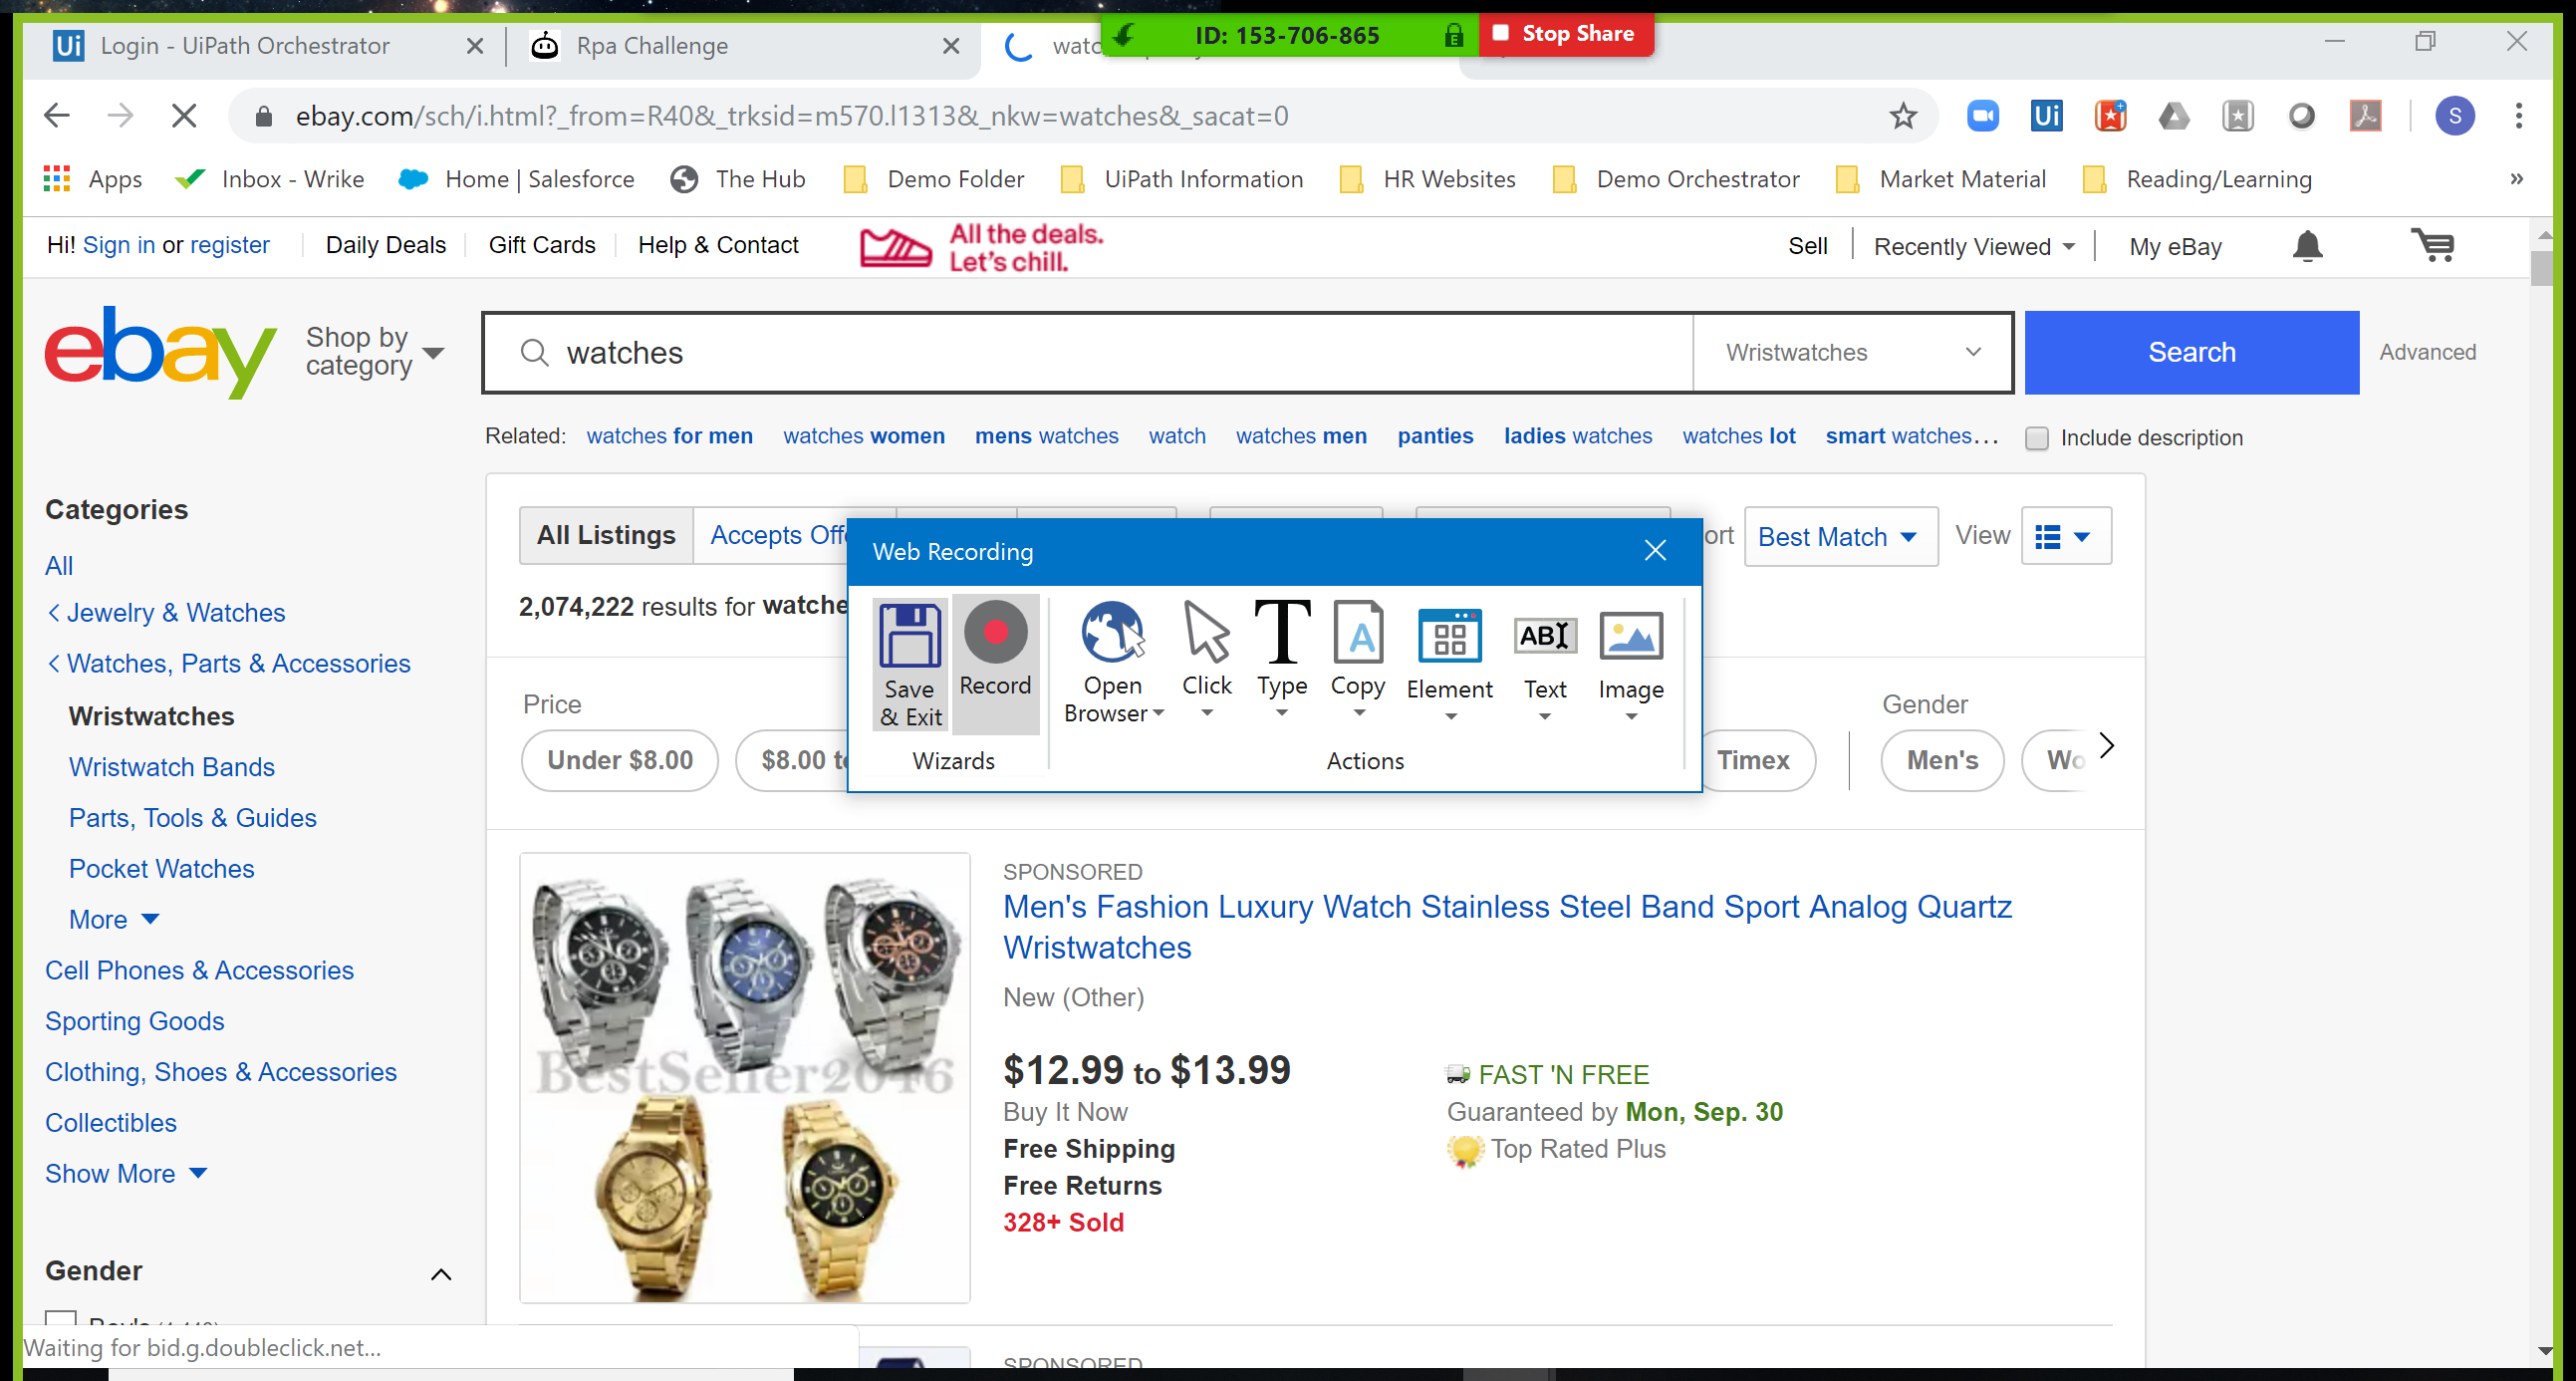 Login - UiPath Orchestrator
Rpa Challenge
ID: 153-706-865
Stop Share
ebay.com/sch/i.html?_from=R40&_trksid=m570.l1313&_nkw=watches&_sacat=0
Ui
S
Apps
Inbox - Wrike
Home | Salesforce
The Hub
Demo Folder
UiPath Information
HR Websites
Demo Orchestrator
Market Material
Reading/Learning
»
Hi! Sign in or register
Daily Deals
Gift Cards
Help & Contact
All the deals.
Let's chill.
Sell
Recently Viewed
My eBay
ebay
Shop by
category
watches
Wristwatches
Search
Advanced
Related: watches for men watches women mens watches watch watches men panties ladies watches watches lot smart watches...
Include description
Categories
All
Jewelry & Watches
Watches, Parts & Accessories
Wristwatches
Wristwatch Bands
Parts, Tools & Guides
Pocket Watches
More
Cell Phones & Accessories
Sporting Goods
Clothing, Shoes & Accessories
Collectibles
Show More
Gender
All Listings
Accepts
Best Match
View
2,074,222 results for
Price
Under $8.00
$8.00
Timex
Gender
Men's
Web Recording
Save
& Exit
Record
Wizards
Open
Browser
Click
Type
Copy
Element
Text
Image
Actions
ABI
A
SPONSORED
Men's Fashion Luxury Watch Stainless Steel Band Sport Analog Quartz
Wristwatches
New (Other)
$12.99 to $13.99
Buy It Now
Free Shipping
Free Returns
328+ Sold
FAST 'N FREE
Guaranteed by Mon, Sep. 30
Top Rated Plus
BestSeller2016
Waiting for bid.g.doubleclick.net...
SPONSORED